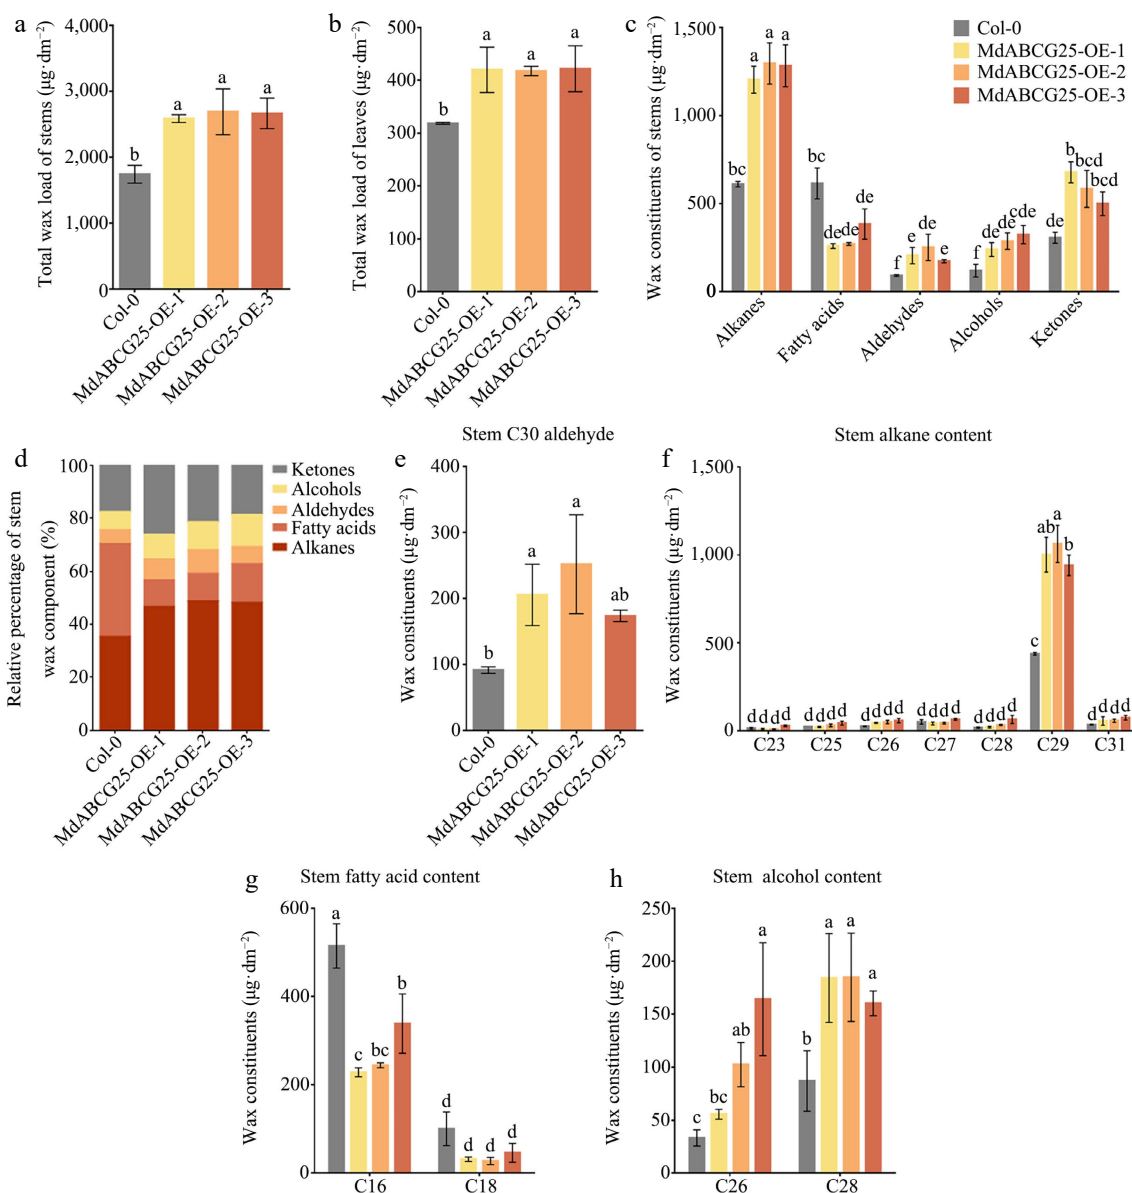 a
Total wax load of stems (µg·dm⁻²)
4,000
3,000
2,000
1,000
0
b
a
a
a
Col-0
MdABCG25-OE-1
MdABCG25-OE-2
MdABCG25-OE-3
b
Total wax load of leaves (µg·dm⁻²)
500
400
300
200
100
0
b
a
a
a
Col-0
MdABCG25-OE-1
MdABCG25-OE-2
MdABCG25-OE-3
c
Wax constituents of stems (µg·dm⁻²)
1,500
1,000
500
0
Col-0
MdABCG25-OE-1
MdABCG25-OE-2
MdABCG25-OE-3
bc a a a
bc de de de
f e de e
f de de cde
de b bcd bcd
Alkanes
Fatty acids
Aldehydes
Alcohols
Ketones
d
Relative percentage of stem
wax component (%)
100
80
60
40
20
0
Ketones
Alcohols
Aldehydes
Fatty acids
Alkanes
Col-0
MdABCG25-OE-1
MdABCG25-OE-2
MdABCG25-OE-3
Stem C30 aldehyde
e
Wax constituents (µg·dm⁻²)
400
300
200
100
0
b
a
a
ab
Col-0
MdABCG25-OE-1
MdABCG25-OE-2
MdABCG25-OE-3
Stem alkane content
f
Wax constituents (µg·dm⁻²)
1,500
1,000
500
0
d d d d
d d d d
d d d d
d d d d
d d d d
c ab a b
d d d d
C23 C25 C26 C27 C28 C29 C31
Stem fatty acid content
g
Wax constituents (µg·dm⁻²)
600
400
200
0
a c bc b
d d d d
C16 C18
Stem alcohol content
h
Wax constituents (µg·dm⁻²)
250
200
150
100
50
0
c bc ab a
b a a a
C26 C28